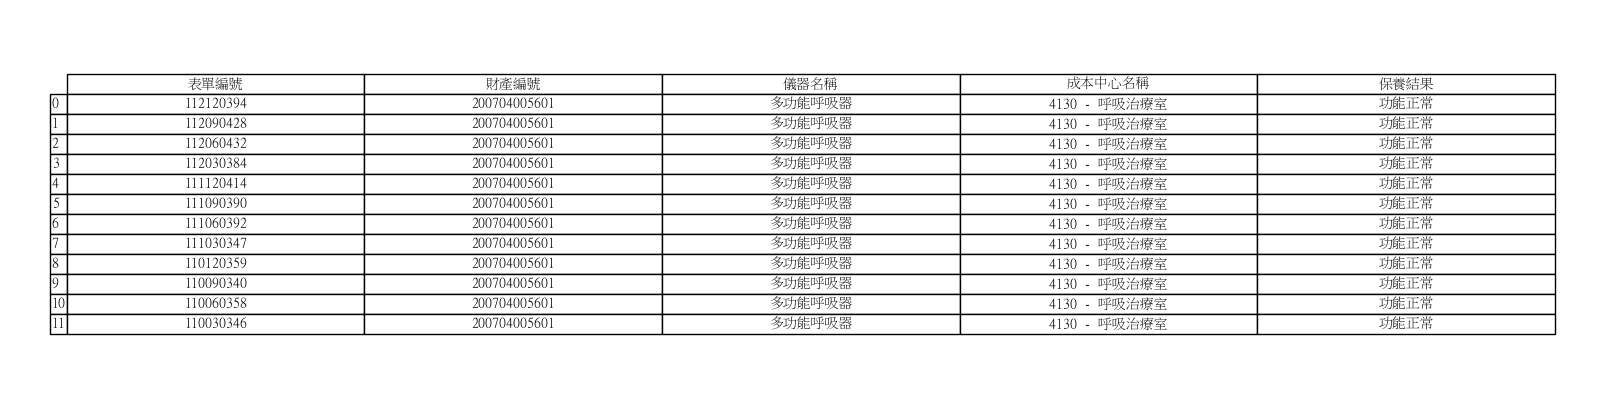 表單編號 財產編號 儀器名稱 成本中心名稱 保養結果
0 112120394 200704005601 多功能呼吸器 4130 - 呼吸治療室 功能正常
1 112090428 200704005601 多功能呼吸器 4130 - 呼吸治療室 功能正常
2 112060432 200704005601 多功能呼吸器 4130 - 呼吸治療室 功能正常
3 112030384 200704005601 多功能呼吸器 4130 - 呼吸治療室 功能正常
4 111120414 200704005601 多功能呼吸器 4130 - 呼吸治療室 功能正常
5 111090390 200704005601 多功能呼吸器 4130 - 呼吸治療室 功能正常
6 111060392 200704005601 多功能呼吸器 4130 - 呼吸治療室 功能正常
7 111030347 200704005601 多功能呼吸器 4130 - 呼吸治療室 功能正常
8 110120359 200704005601 多功能呼吸器 4130 - 呼吸治療室 功能正常
9 110090340 200704005601 多功能呼吸器 4130 - 呼吸治療室 功能正常
10 110060358 200704005601 多功能呼吸器 4130 - 呼吸治療室 功能正常
11 110030346 200704005601 多功能呼吸器 4130 - 呼吸治療室 功能正常